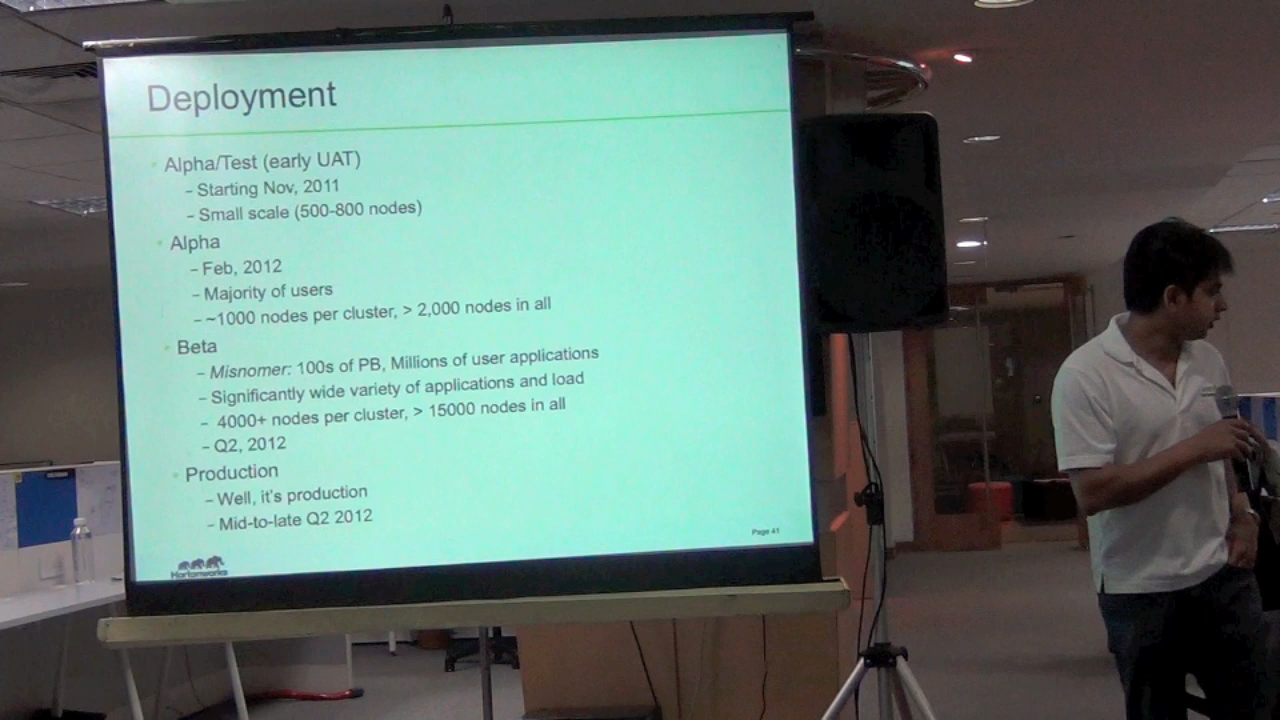 Deployment
Alpha/Test (early UAT)
– Starting Nov, 2011
– Small scale (500-800 nodes)
Alpha
– Feb, 2012
– Majority of users
– ~1000 nodes per cluster, > 2,000 nodes in all
Beta
– Misnomer: 100s of PB, Millions of user applications
– Significantly wide variety of applications and load
– 4000+ nodes per cluster, > 15000 nodes in all
– Q2, 2012
Production
– Well, it's production
– Mid-to-late Q2 2012
Page 41
Hortonworks